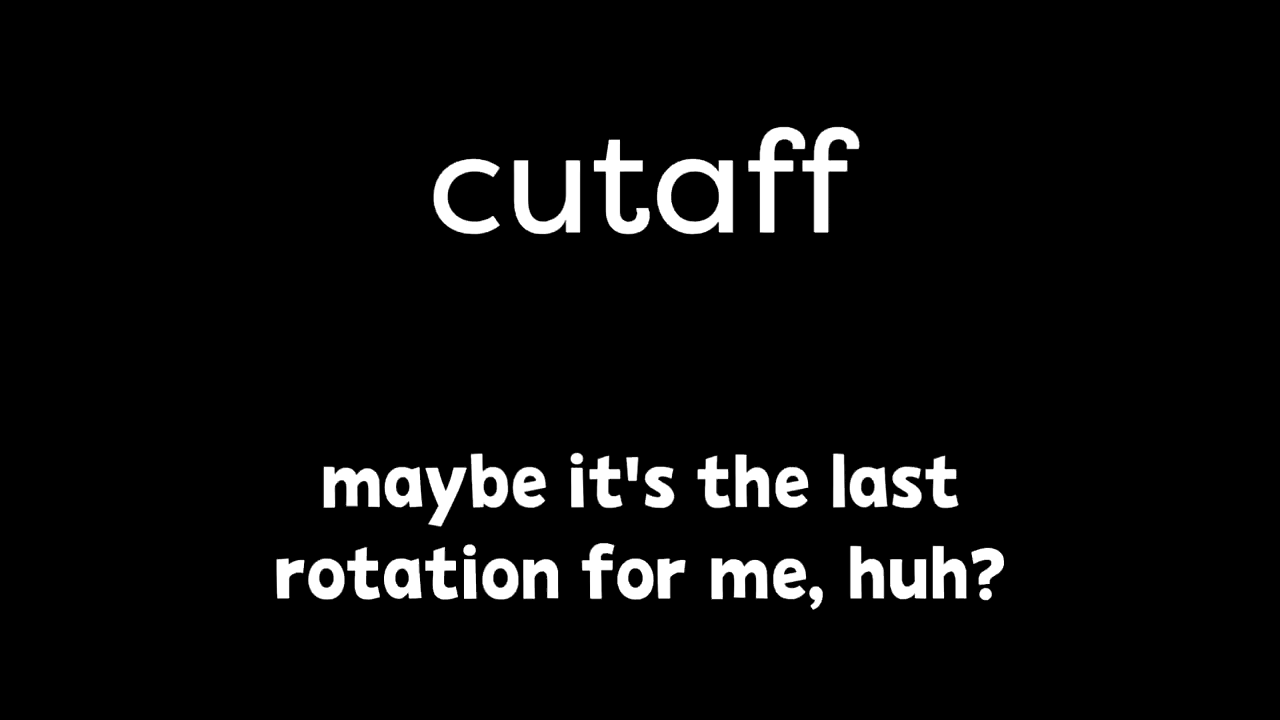 cutaff
maybe it's the last
rotation for me, huh?